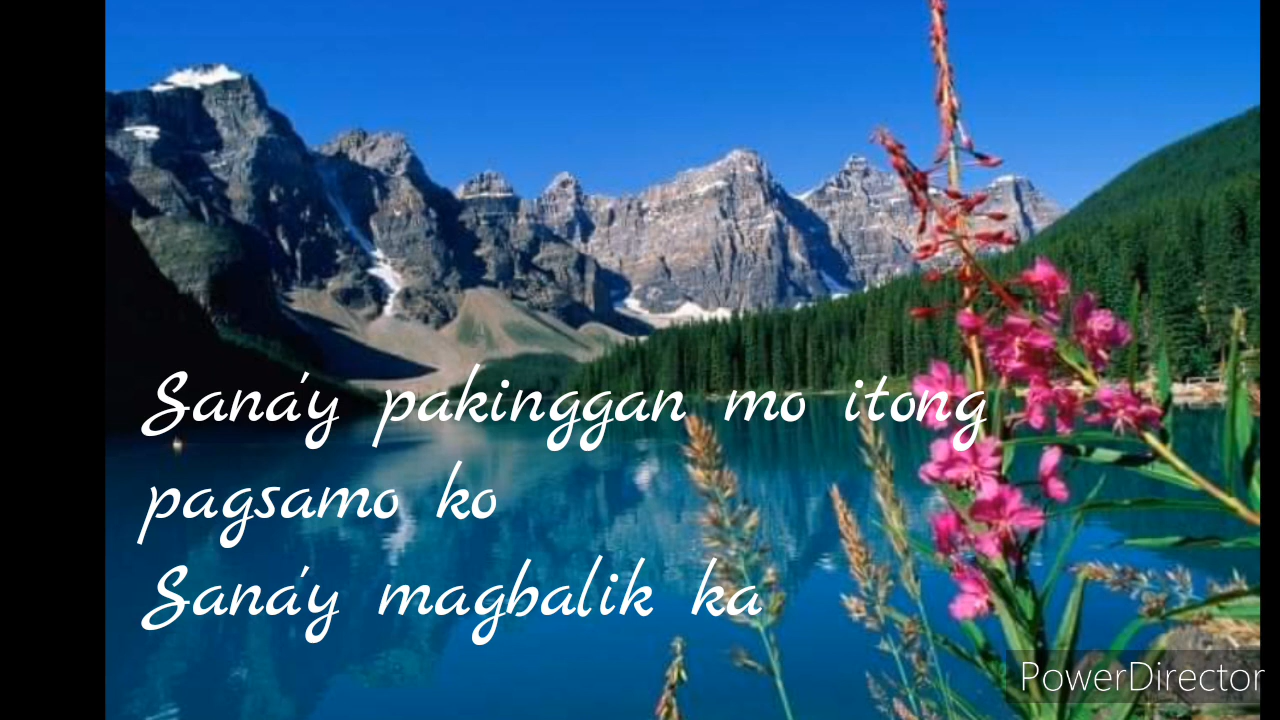 Sana'y pakinggan mo itong
pagsamo ko
Sana'y magbalik ka
PowerDirector